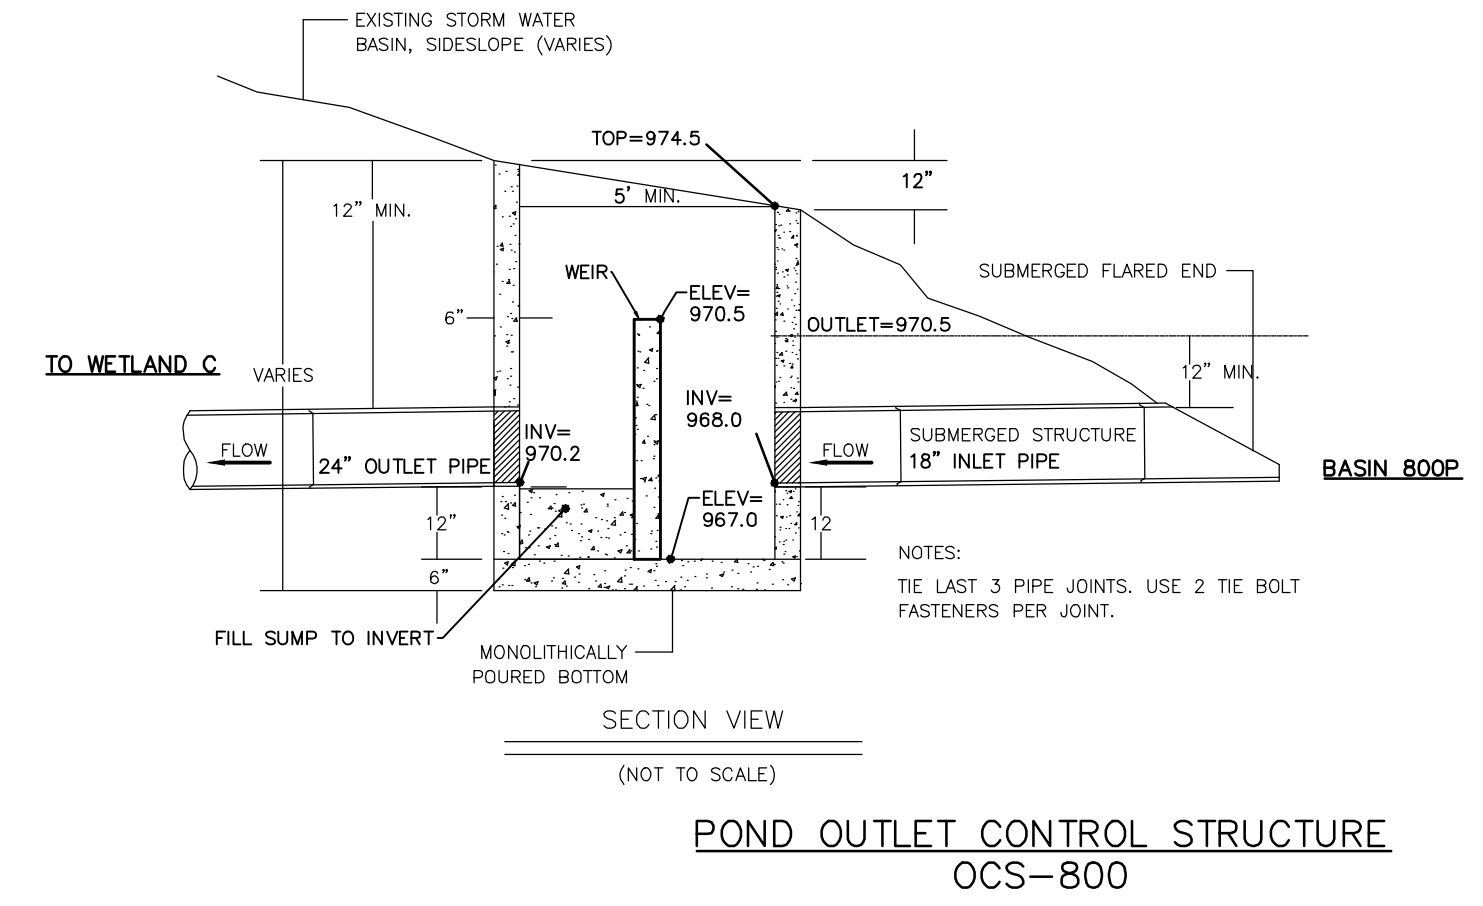 EXISTING STORM WATER
BASIN, SIDESLOPE (VARIES)
TOP=974.5
12”
12” MIN.
5' MIN.
WEIR
ELEV=
970.5
SUBMERGED FLARED END
6”
OUTLET=970.5
TO WETLAND C
VARIES
12” MIN.
INV=
968.0
INV=
970.2
FLOW
24” OUTLET PIPE
FLOW
SUBMERGED STRUCTURE
18” INLET PIPE
BASIN 800P
ELEV=
967.0
12”
12
6”
NOTES:
TIE LAST 3 PIPE JOINTS. USE 2 TIE BOLT
FASTENERS PER JOINT.
FILL SUMP TO INVERT
MONOLITHICALLY
POURED BOTTOM
SECTION VIEW
(NOT TO SCALE)
POND OUTLET CONTROL STRUCTURE
OCS-800